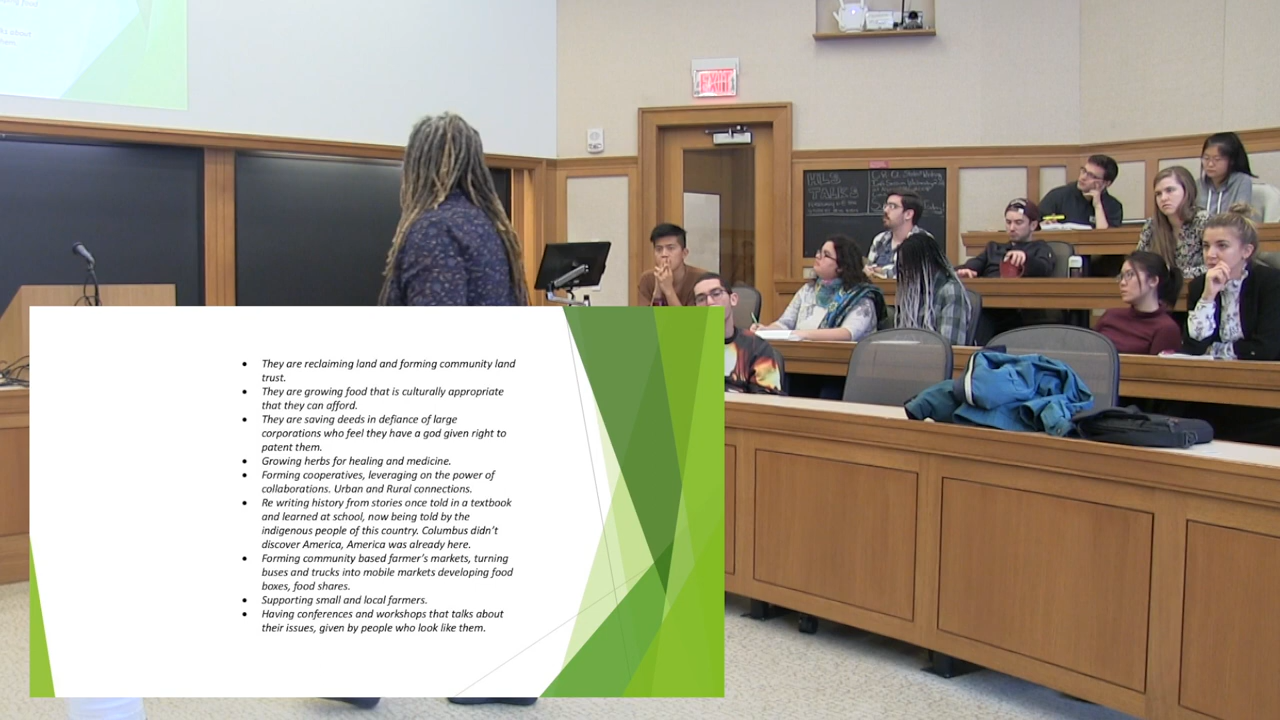 EXIT
HLS
TALKS
They are reclaiming land and forming community land
trust.
They are growing food that is culturally appropriate
that they can afford.
They are saving deeds in defiance of large
corporations who feel they have a god given right to
patent them.
Growing herbs for healing and medicine.
Forming cooperatives, leveraging on the power of
collaborations. Urban and Rural connections.
Re writing history from stories once told in a textbook
and learned at school, now being told by the
indigenous people of this country. Columbus didn't
discover America, America was already here.
Forming community based farmer's markets, turning
buses and trucks into mobile markets developing food
boxes, food shares.
Supporting small and local farmers.
Having conferences and workshops that talks about
their issues, given by people who look like them.